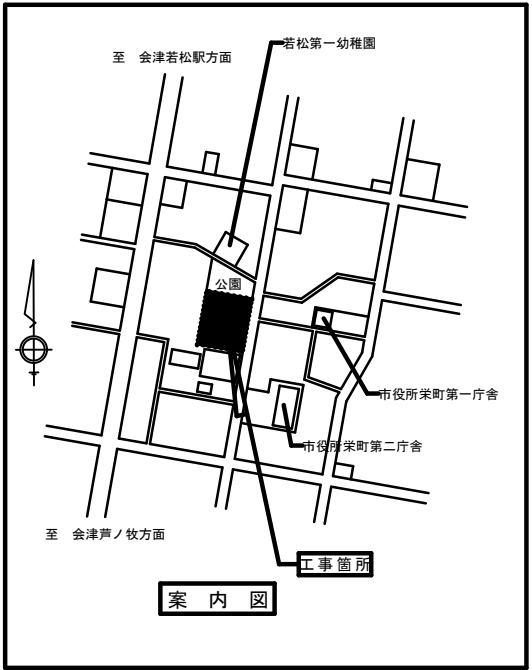 若松第一幼稚園
至　会津若松駅方面
公園
市役所栄町第一庁舎
市役所栄町第二庁舎
至　会津芦ノ牧方面
工事箇所
案　内　図